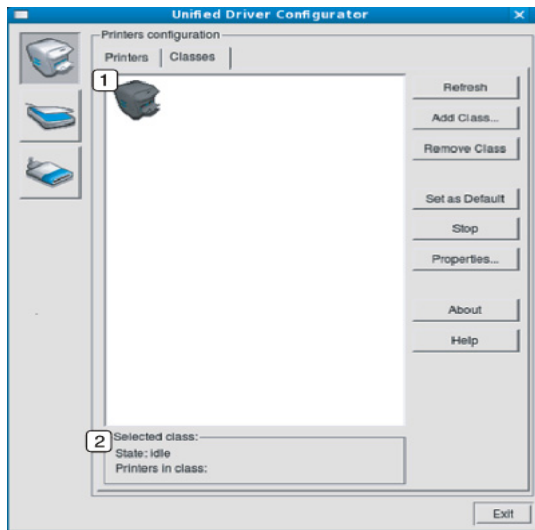 Unified Driver Configurator
Printers configuration
Printers
Classes
1
Refresh
Add Class...
Remove Class
Set as Default
Stop
Properties...
About
Help
2
Selected class:
State: idle
Printers in class:
Exit